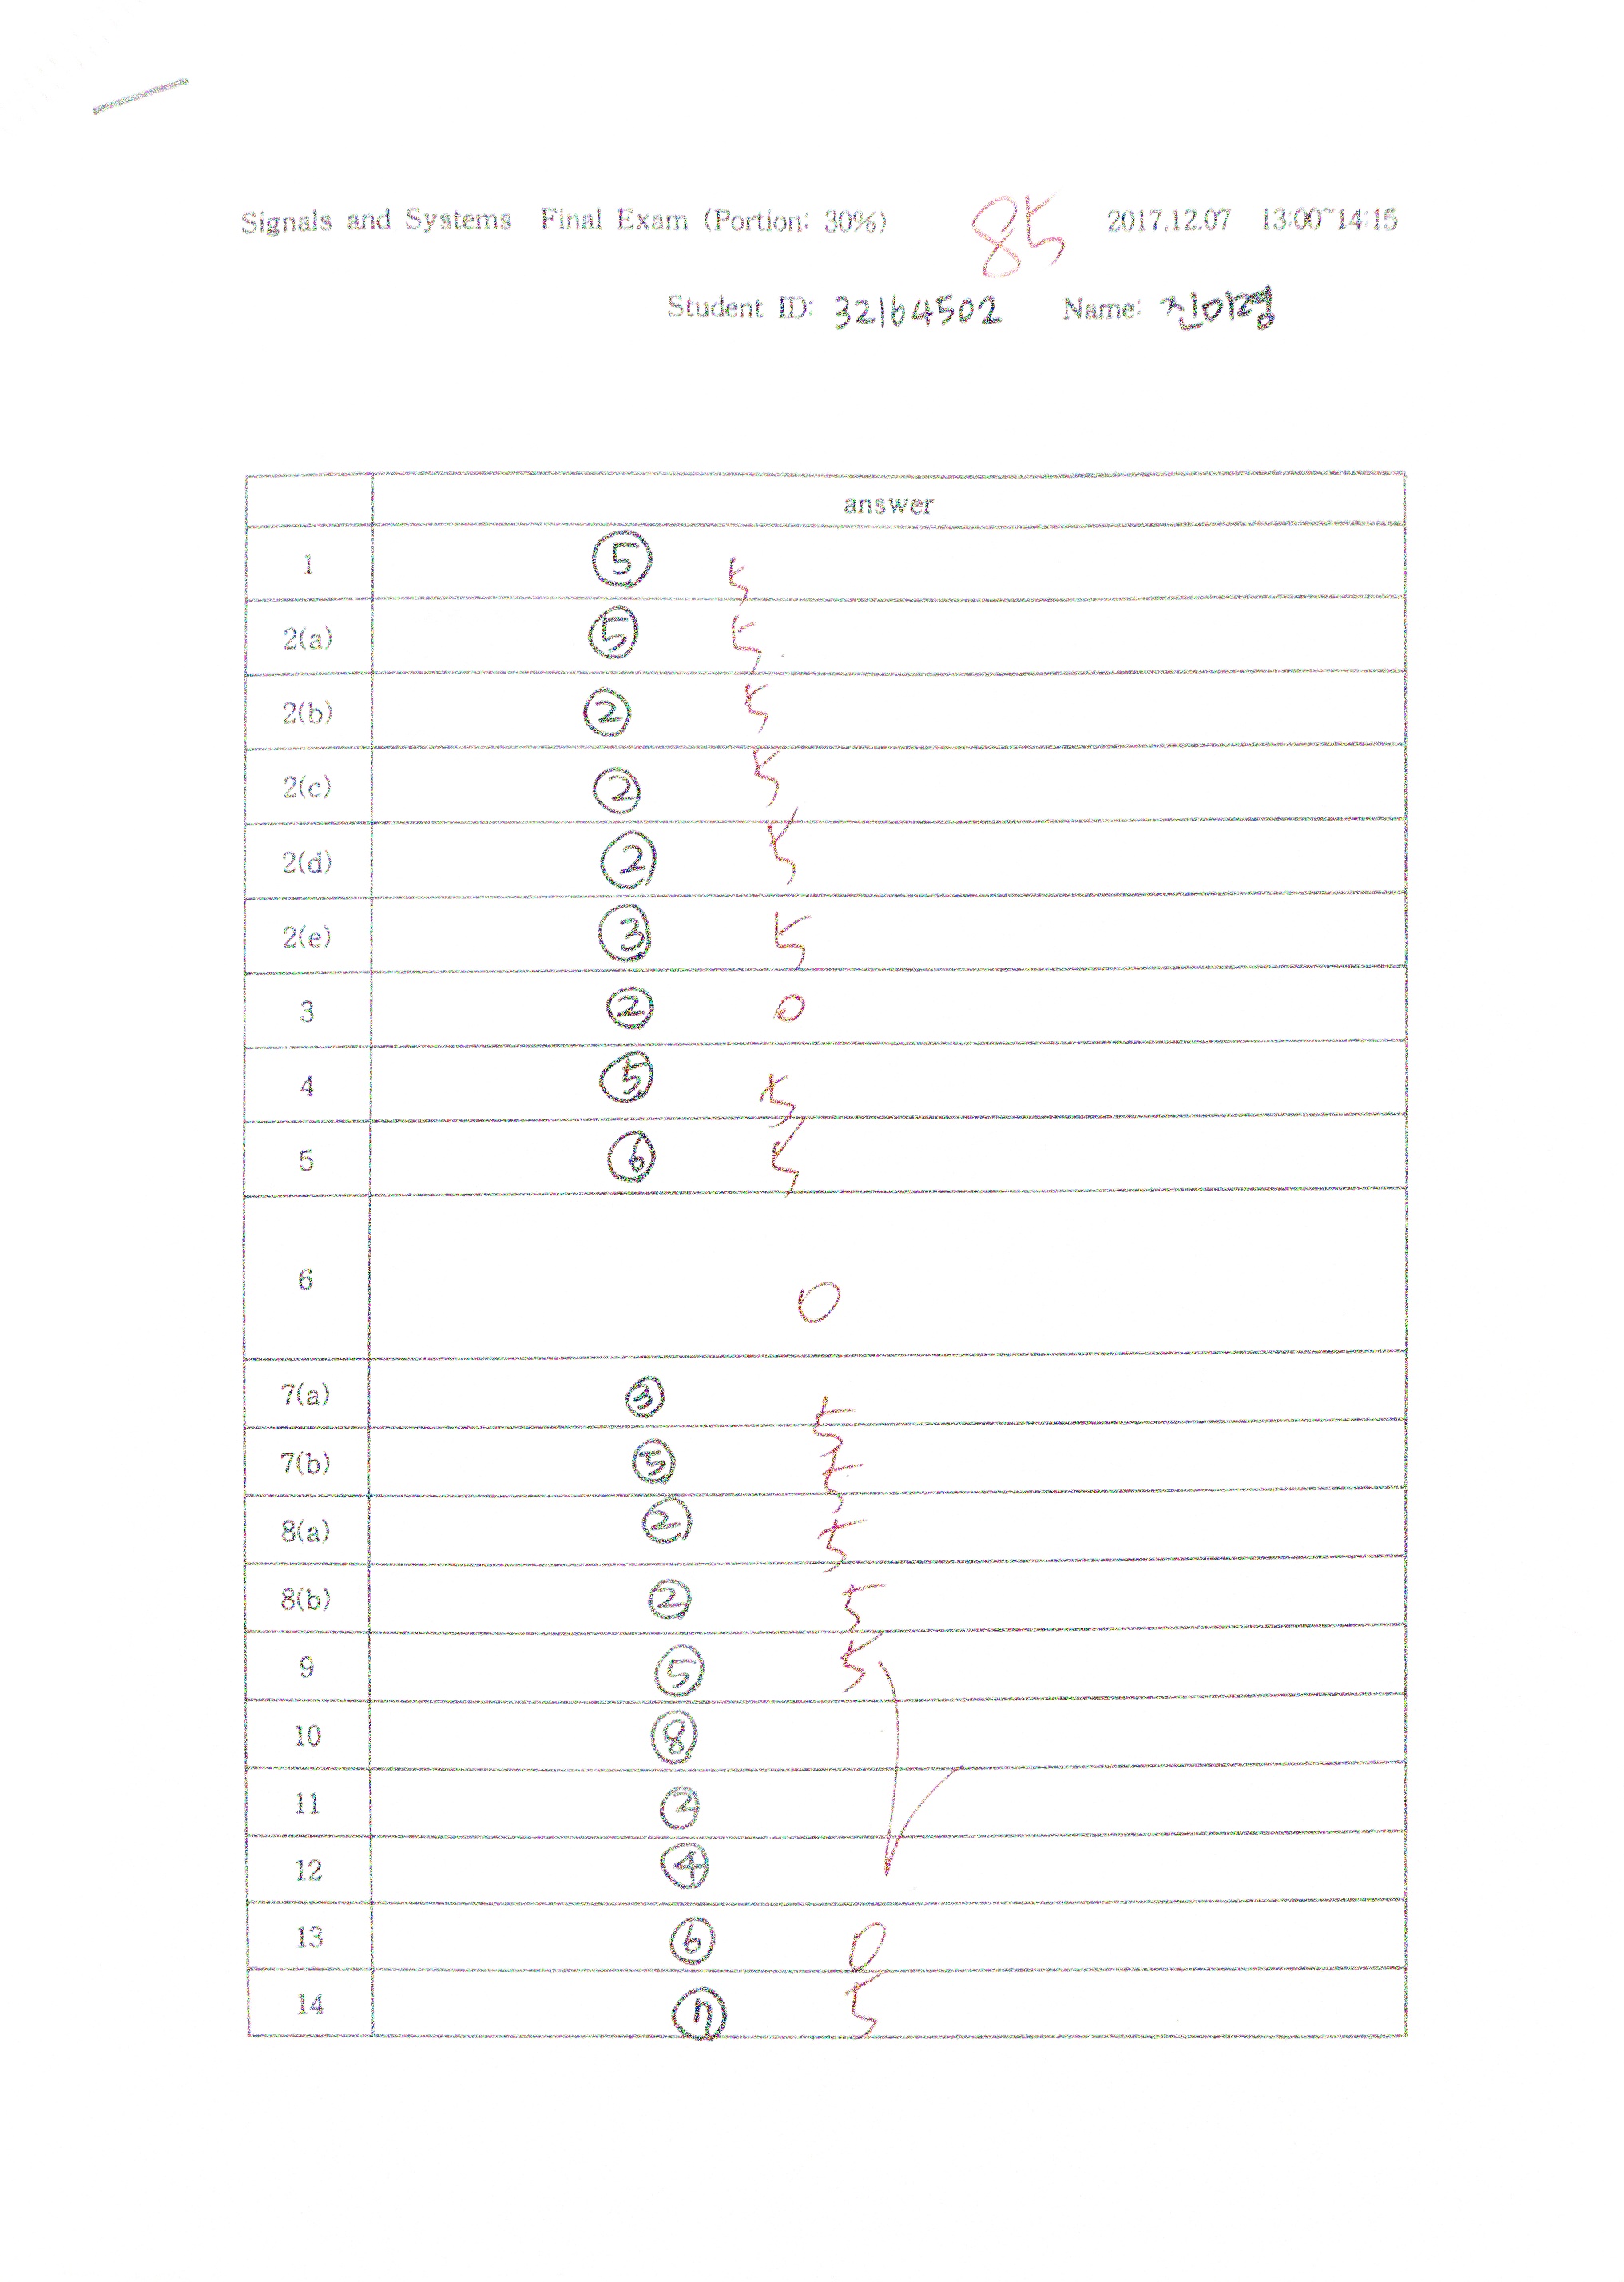 Signals and Systems Final Exam (Portion: 30%) 85 2017.12.07 13:00~14:15
Student ID: 32164502 Name: 진미령
answer
1 ⑤ 5
2(a) ⑤ 5
2(b) ② 5
2(c) ② 5
2(d) ② 5
2(e) ③ 5
3 ② 0
4 ⑤ 5
5 ⑥ 5
6 0
7(a) ③ 5
7(b) ⑤ 5
8(a) ② 5
8(b) ② 5
9 ⑤ 5
10 ⑧
11 ②
12 ④
13 ⑥ 0
14 ⑦ 5